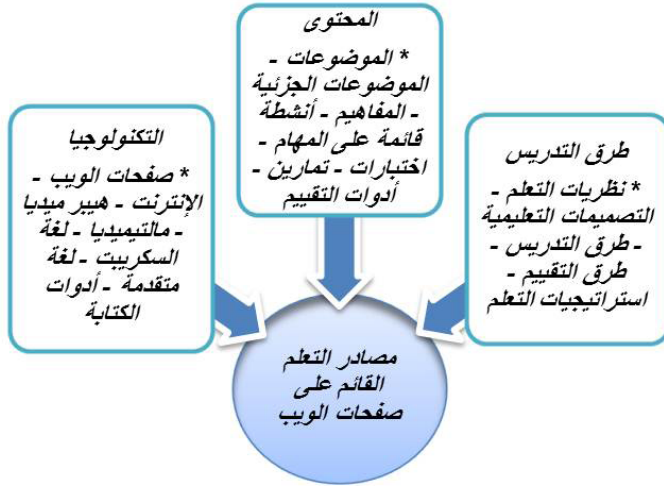 المحتوى
* الموضوعات -
الموضوعات الجزئية
- المفاهيم - أنشطة
قائمة على المهام -
اختبارات - تمارين -
أدوات التقييم
طرق التدريس
* نظريات التعلم -
التصميمات التعليمية
- طرق التدريس -
طرق التقييم -
استراتيجيات التعلم
التكنولوجيا
* صفحات الويب -
الإنترنت - هيبر ميديا
- مالتيميديا - لغة
السكريبت - لغة
متقدمة - أدوات
الكتابة
مصادر التعلم
القائم على
صفحات الويب